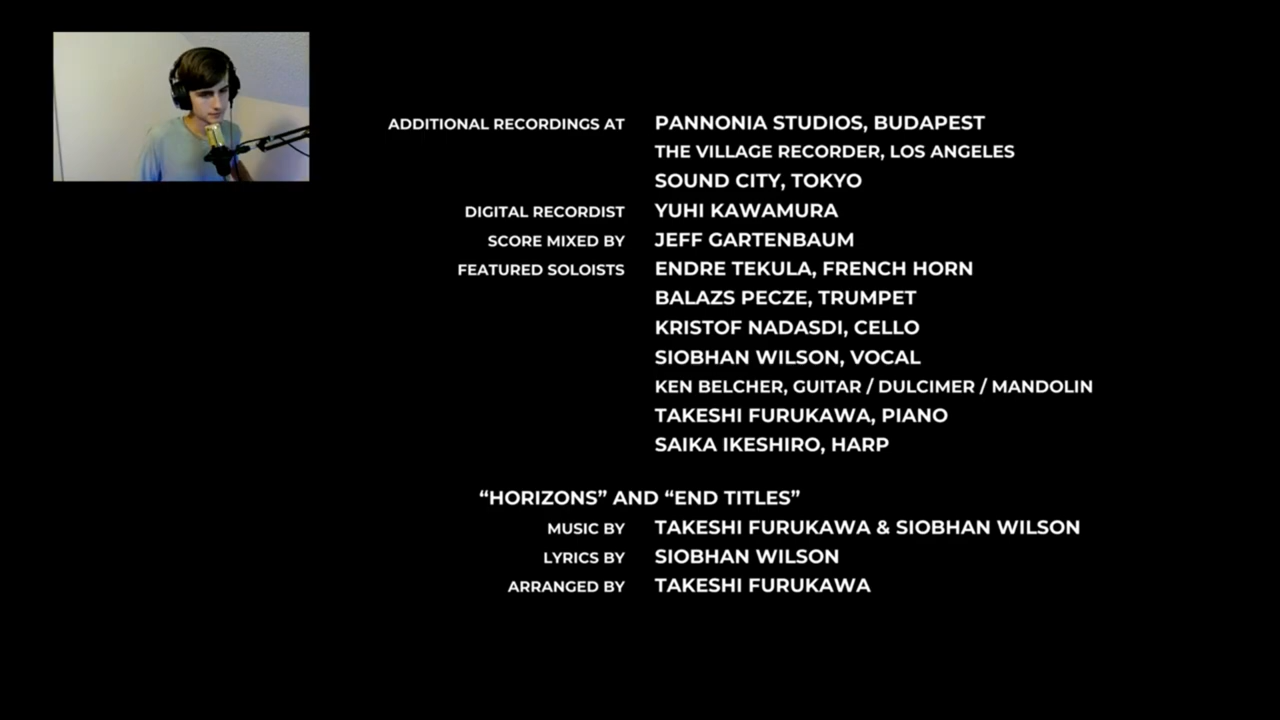 ADDITIONAL RECORDINGS AT PANNONIA STUDIOS, BUDAPEST
THE VILLAGE RECORDER, LOS ANGELES
SOUND CITY, TOKYO
DIGITAL RECORDIST YUHI KAWAMURA
SCORE MIXED BY JEFF GARTENBAUM
FEATURED SOLOISTS ENDRE TEKULA, FRENCH HORN
BALAZS PECZE, TRUMPET
KRISTOF NADASDI, CELLO
SIOBHAN WILSON, VOCAL
KEN BELCHER, GUITAR / DULCIMER / MANDOLIN
TAKESHI FURUKAWA, PIANO
SAIKA IKESHIRO, HARP
“HORIZONS” AND “END TITLES”
MUSIC BY TAKESHI FURUKAWA & SIOBHAN WILSON
LYRICS BY SIOBHAN WILSON
ARRANGED BY TAKESHI FURUKAWA